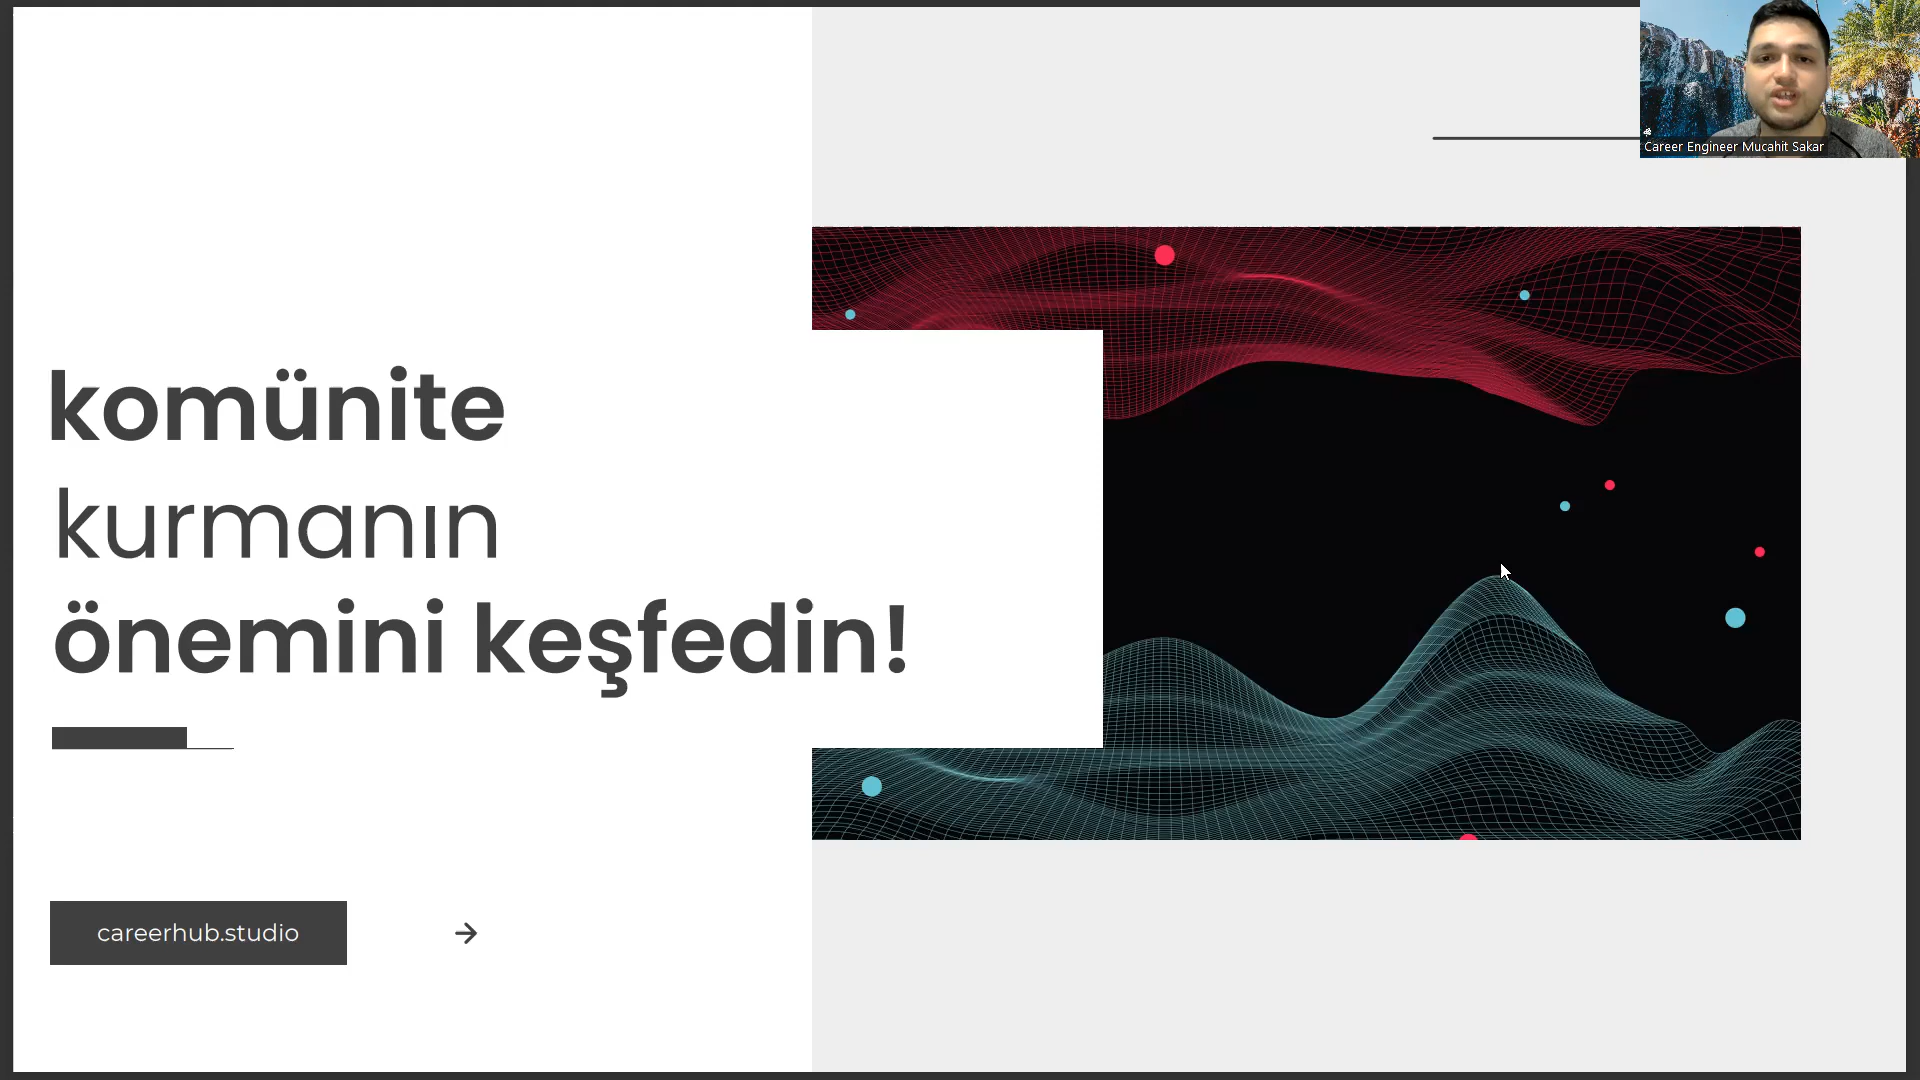 komünite
kurmanın
önemini keşfedin!
careerhub.studio
Career Engineer Mucahit Sakar